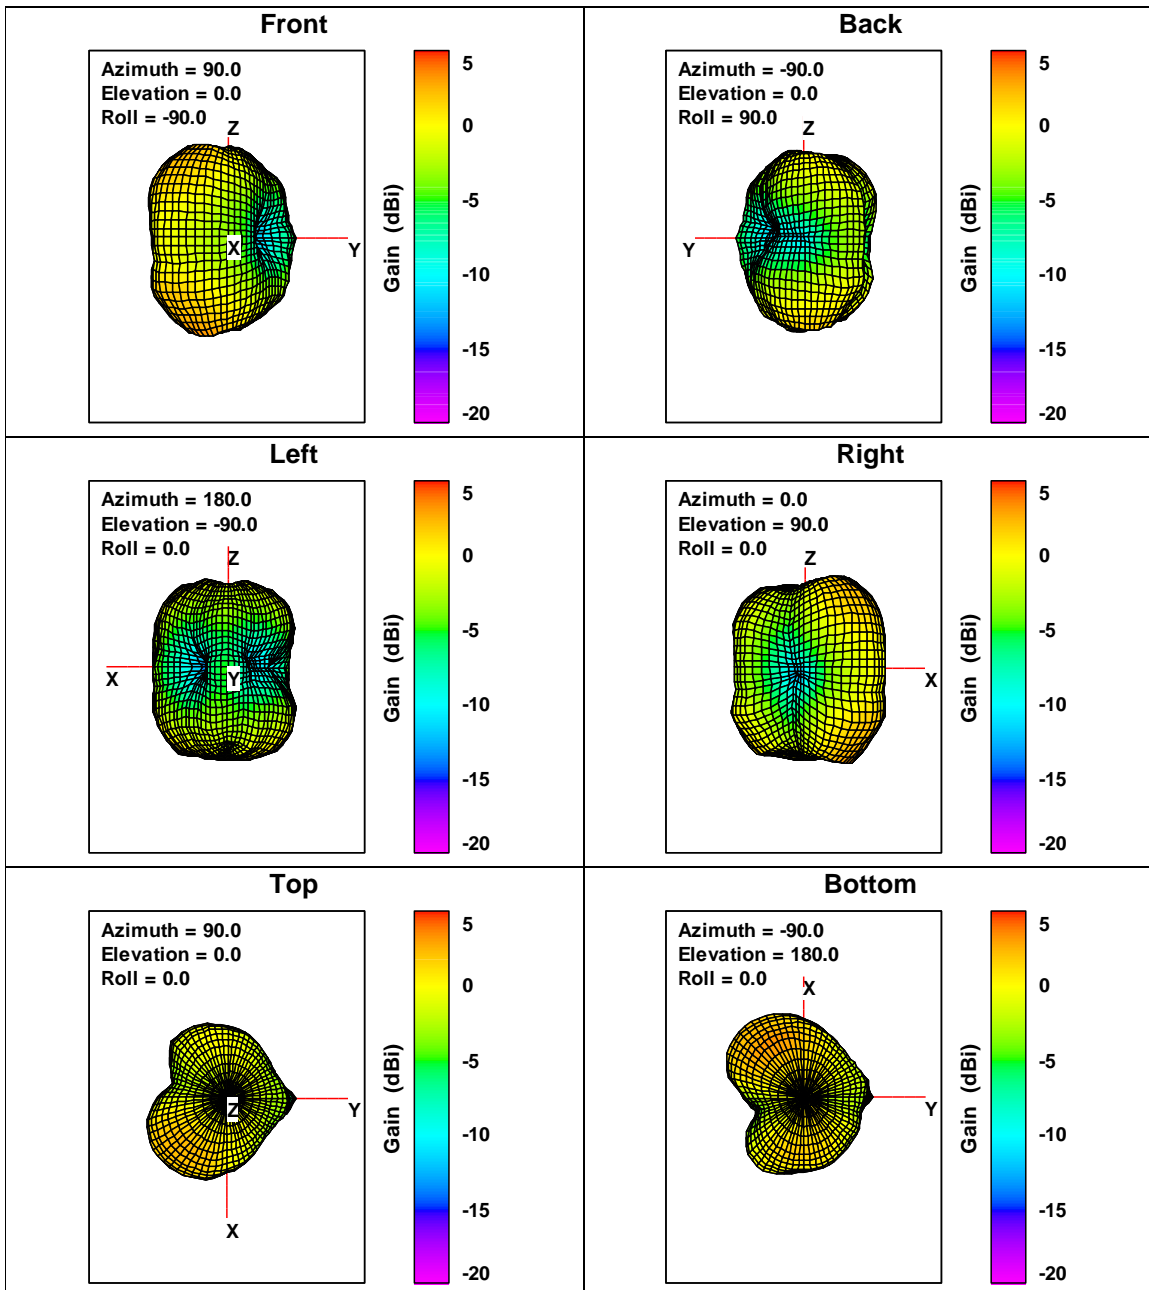 Front
Azimuth = 90.0
Elevation = 0.0
Roll = -90.0
Z
X
Y
Gain (dBi)
5
0
-5
-10
-15
-20
Back
Azimuth = -90.0
Elevation = 0.0
Roll = 90.0
Z
Y
Gain (dBi)
5
0
-5
-10
-15
-20
Left
Azimuth = 180.0
Elevation = -90.0
Roll = 0.0
Z
X
Y
Gain (dBi)
5
0
-5
-10
-15
-20
Right
Azimuth = 0.0
Elevation = 90.0
Roll = 0.0
Z
X
Gain (dBi)
5
0
-5
-10
-15
-20
Top
Azimuth = 90.0
Elevation = 0.0
Roll = 0.0
Z
Y
X
Gain (dBi)
5
0
-5
-10
-15
-20
Bottom
Azimuth = -90.0
Elevation = 180.0
Roll = 0.0
X
Y
Gain (dBi)
5
0
-5
-10
-15
-20